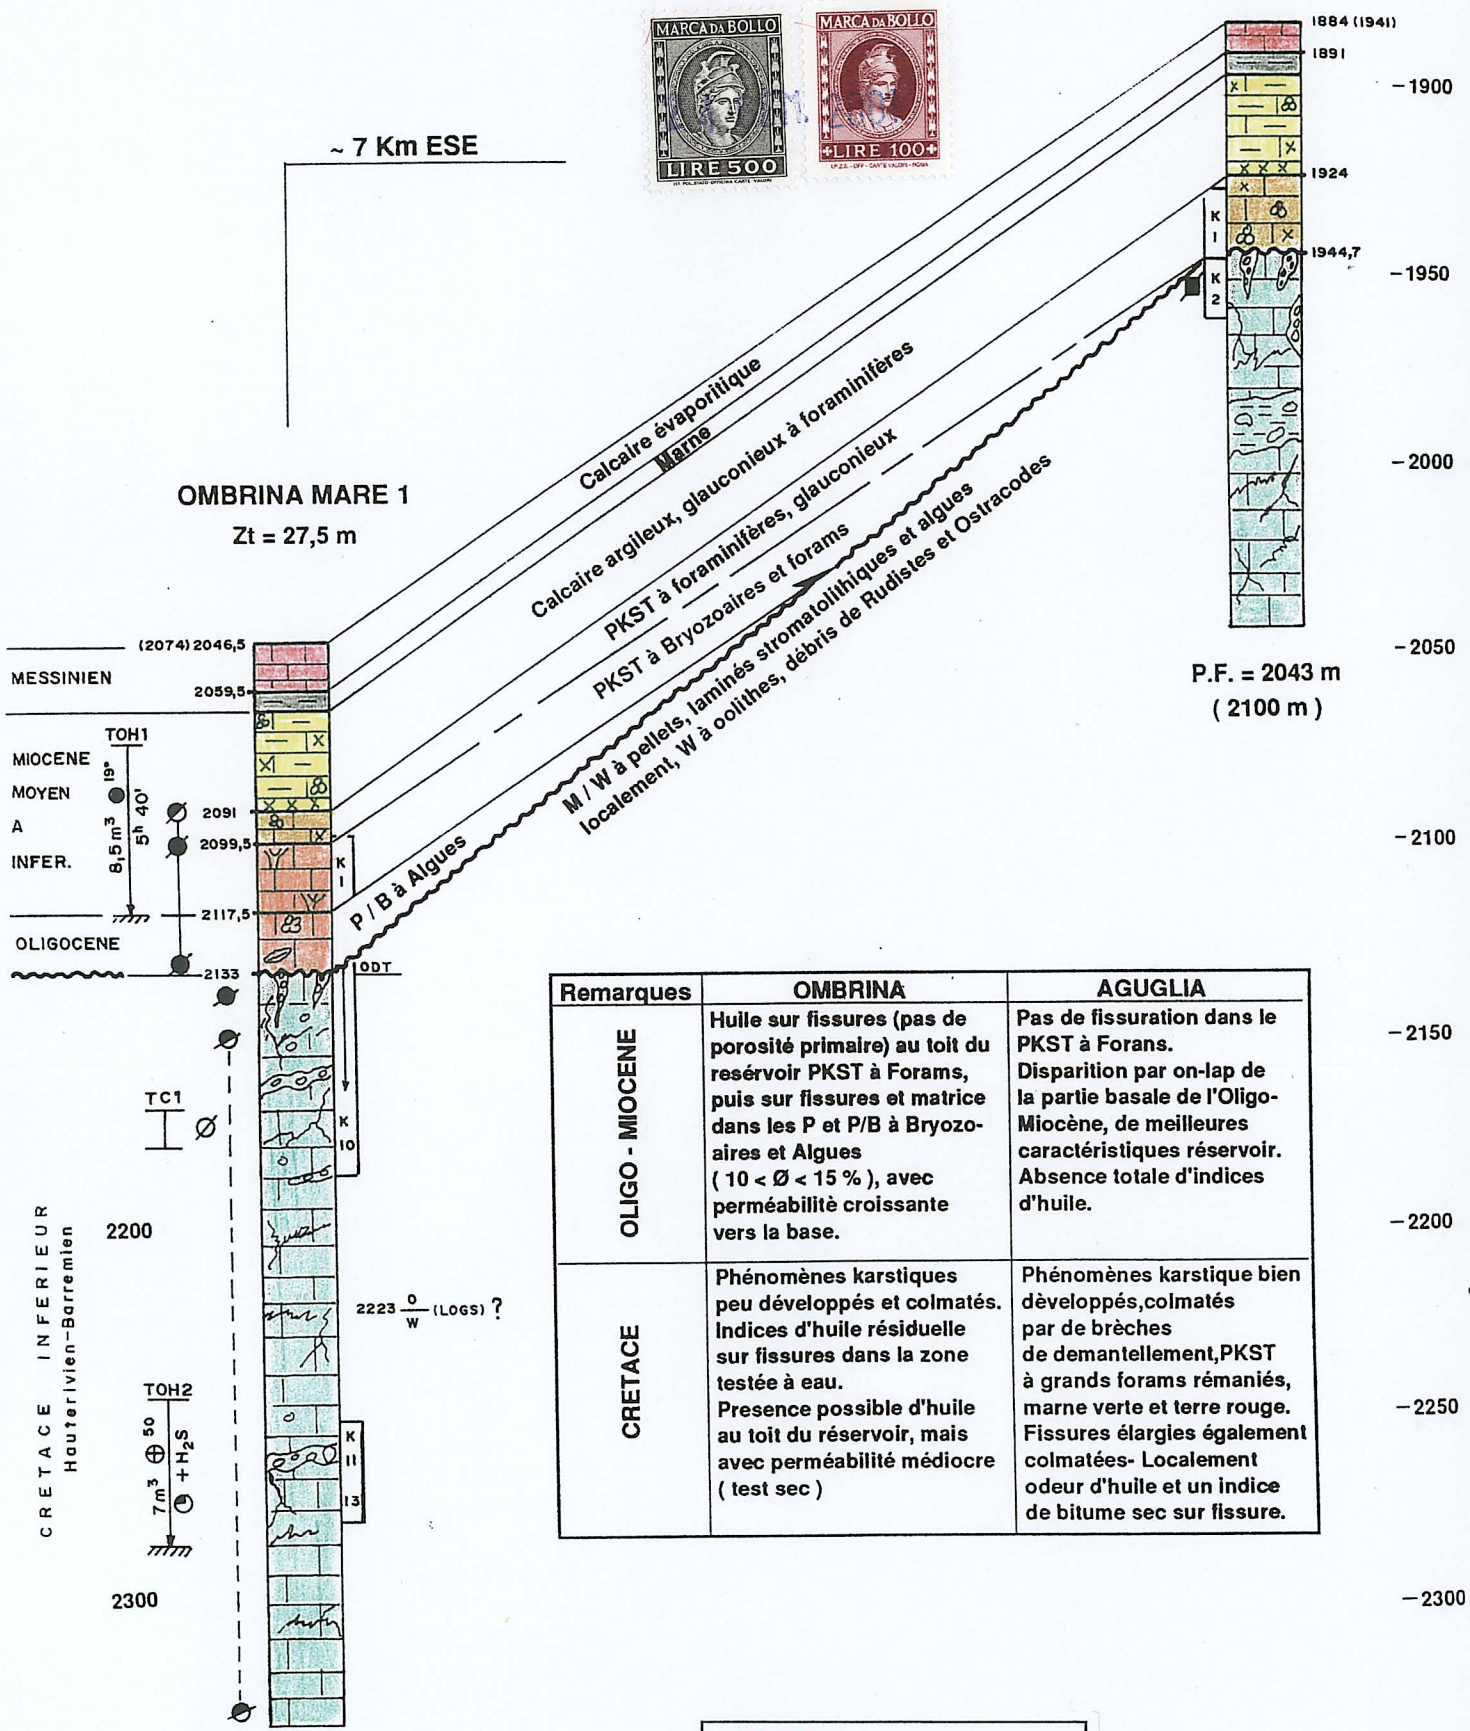 MARCA DA BOLLO
LIRE 500
MARCA DA BOLLO
LIRE 100
~ 7 Km ESE
1884 (1941)
1891
1924
1944,7
K
1
K
2
-1900
-1950
-2000
-2050
-2100
-2150
-2200
-2250
-2300
P.F. = 2043 m
( 2100 m )
OMBRINA MARE 1
Zt = 27,5 m
Calcaire évaporitique
Marne
Calcaire argileux, glauconieux à foraminifères
PKST à foraminifères, glauconieux
PKST à Bryozoaires et forams
P / B à Algues
M / W à pellets, laminés stromatolithiques et algues
localement, W à oolithes, débris de Rudistes et Ostracodes
(2074) 2046,5
MESSINIEN
2059,5
TOH1
MIOCENE
MOYEN
A
INFER.
8,5 m³ 19°
5h 40'
2091
2099,5
K
1
2117,5
OLIGOCENE
2133
ODT
TC1
K
10
CRETACE INFERIEUR
Hauterivien-Barremien
2200
2223 O/W (LOGS) ?
TOH2
7 m³ ⊕ 50
+ H₂S
K
11
13
2300
Remarques
OMBRINA
AGUGLIA
OLIGO - MIOCENE
Huile sur fissures (pas de
porosité primaire) au toit du
resérvoir PKST à Forams,
puis sur fissures et matrice
dans les P et P/B à Bryozo-
aires et Algues
( 10 < Ø < 15 % ), avec
perméabilitè croissante
vers la base.
Pas de fissuration dans le
PKST à Forans.
Disparition par on-lap de
la partie basale de l'Oligo-
Miocène, de meilleures
caractéristiques réservoir.
Absence totale d'indices
d'huile.
CRETACE
Phénomènes karstiques
peu développés et colmatés.
Indices d'huile résiduelle
sur fissures dans la zone
testée à eau.
Presence possible d'huile
au toit du réservoir, mais
avec perméabilité médiocre
( test sec )
Phénomènes karstique bien
dèveloppés,colmatés
par de brèches
de demantellement,PKST
à grands forams rémaniés,
marne verte et terre rouge.
Fissures élargies également
colmatées- Localement
odeur d'huile et un indice
de bitume sec sur fissure.